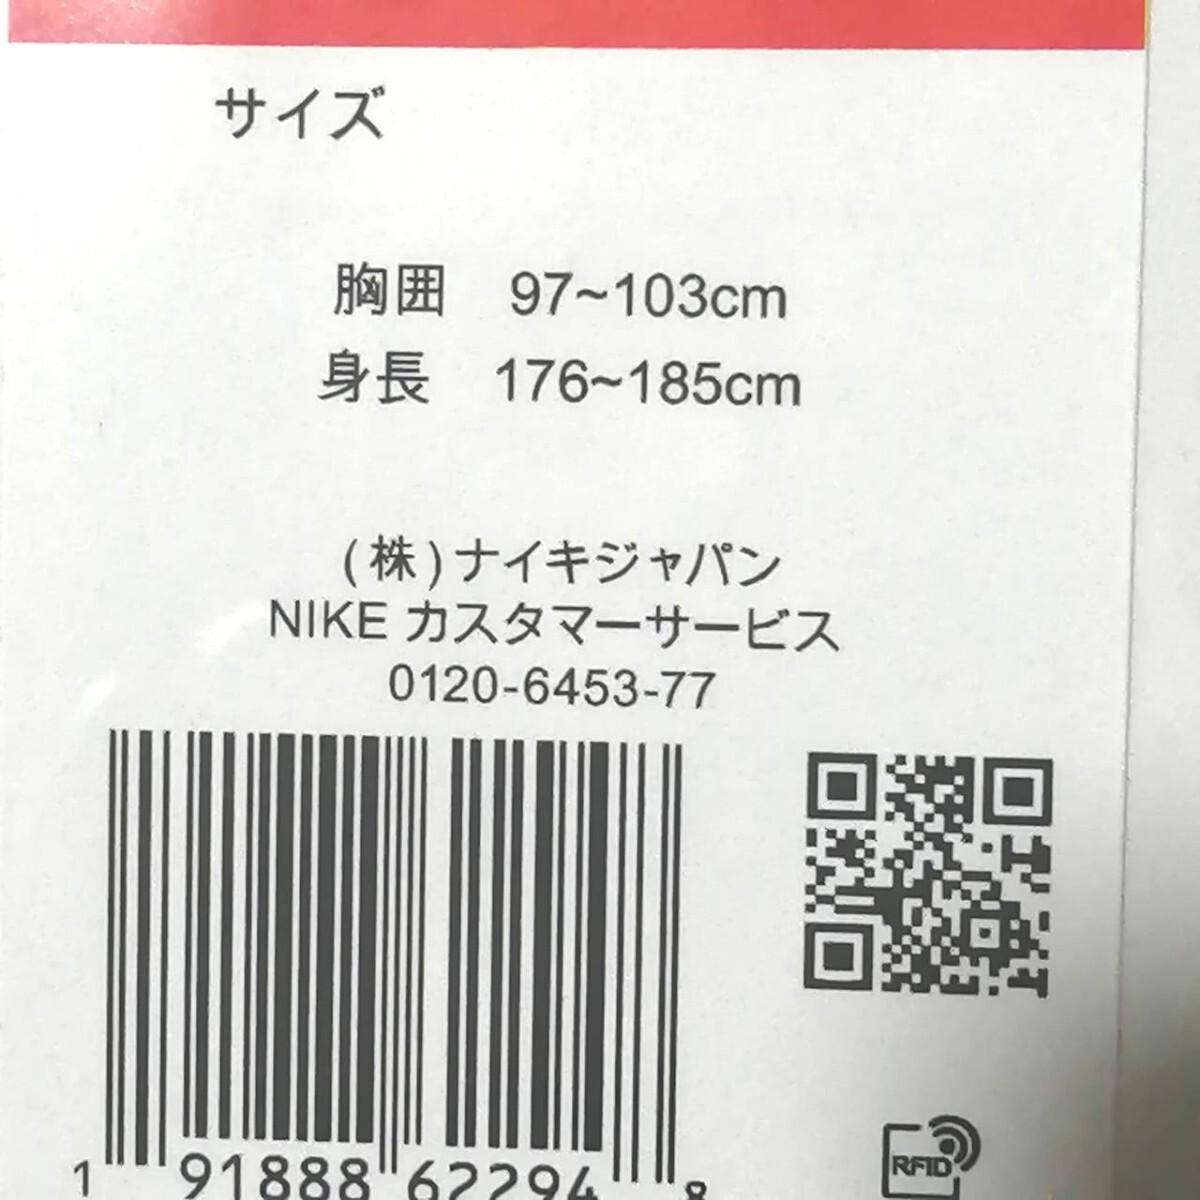 サイズ
胸囲 97~103cm
身長 176~185cm
(株)ナイキジャパン
NIKE カスタマーサービス
0120-6453-77
1 91888 62294 8
RFID